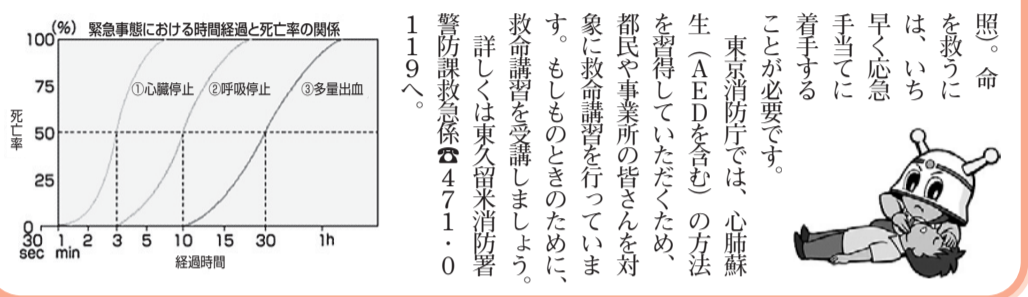 照）。命
を救うに
は、いち
早く応急
手当てに
着手する
ことが必要です。
東京消防庁では、心肺蘇
生（ＡＥＤを含む）の方法
を習得していただくため、
都民や事業所の皆さんを対
象に救命講習を行っていま
す。もしものときのために、
救命講習を受講しましょう。
詳しくは東久留米消防署
警防課救急係☎４７１・０
１１９へ。
(%) 緊急事態における時間経過と死亡率の関係
100
75
50
25
0
死亡率
①心臓停止 ②呼吸停止 ③多量出血
30 1 2 3 5 10 15 30 1h
sec min
経過時間